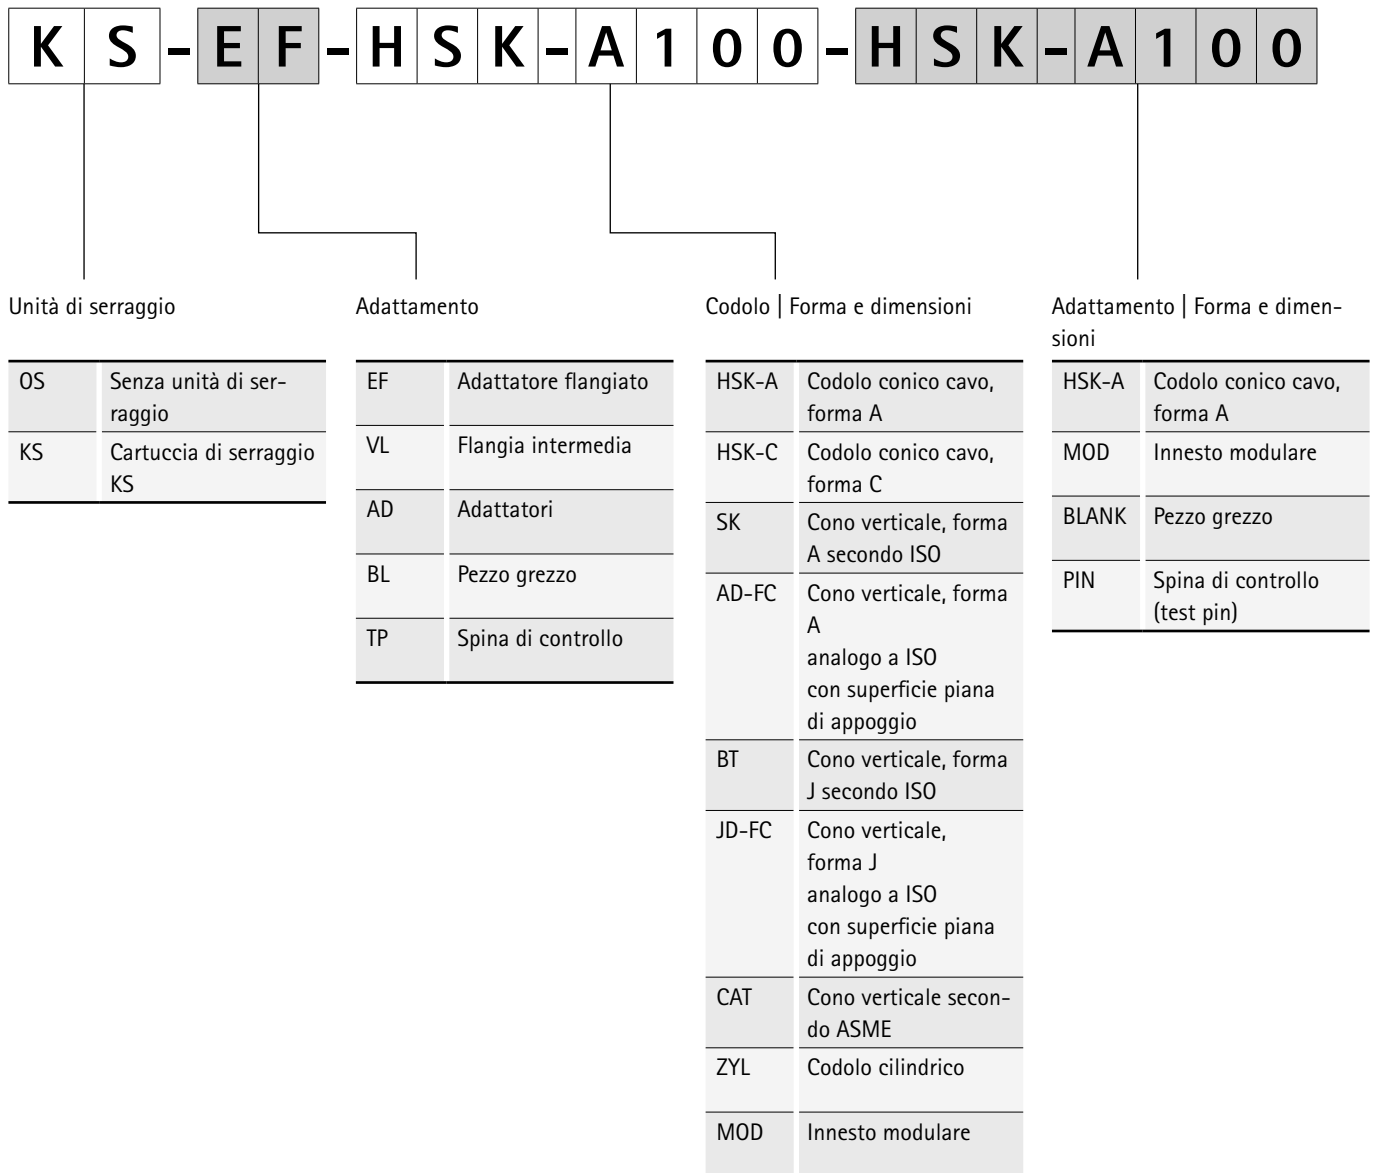 KS-EF-HSK-A100-HSK-A100
Unità di serraggio
OS Senza unità di ser-
raggio
KS Cartuccia di serraggio
KS
Adattamento
EF Adattatore flangiato
VL Flangia intermedia
AD Adattatori
BL Pezzo grezzo
TP Spina di controllo
Codolo | Forma e dimensioni
HSK-A Codolo conico cavo,
forma A
HSK-C Codolo conico cavo,
forma C
SK Cono verticale, forma
A secondo ISO
AD-FC Cono verticale, forma
A
analogo a ISO
con superficie piana
di appoggio
BT Cono verticale, forma
J secondo ISO
JD-FC Cono verticale,
forma J
analogo a ISO
con superficie piana
di appoggio
CAT Cono verticale secon-
do ASME
ZYL Codolo cilindrico
MOD Innesto modulare
Adattamento | Forma e dimen-
sioni
HSK-A Codolo conico cavo,
forma A
MOD Innesto modulare
BLANK Pezzo grezzo
PIN Spina di controllo
(test pin)